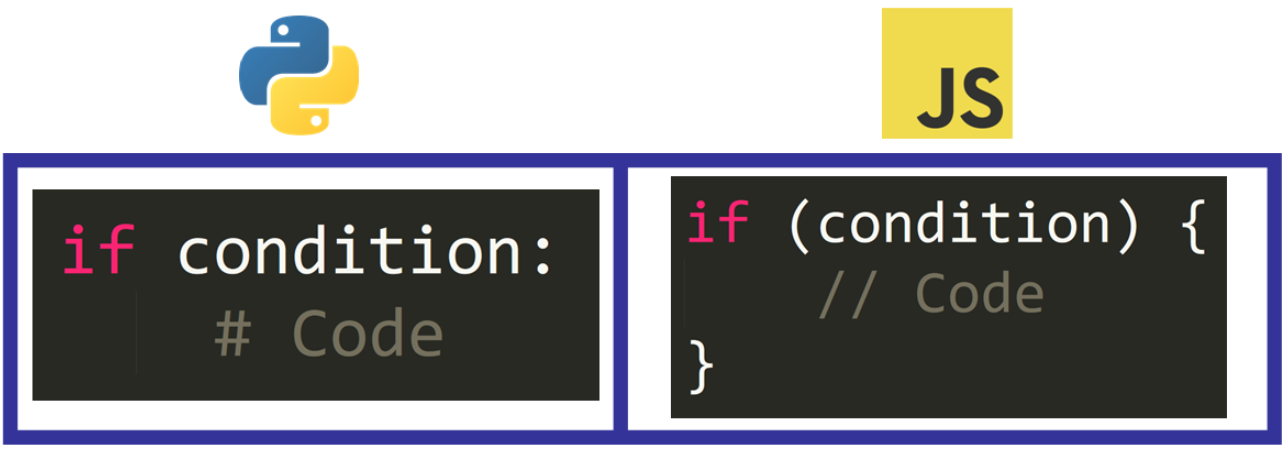 JS
if condition:
# Code
if (condition) {
// Code
}